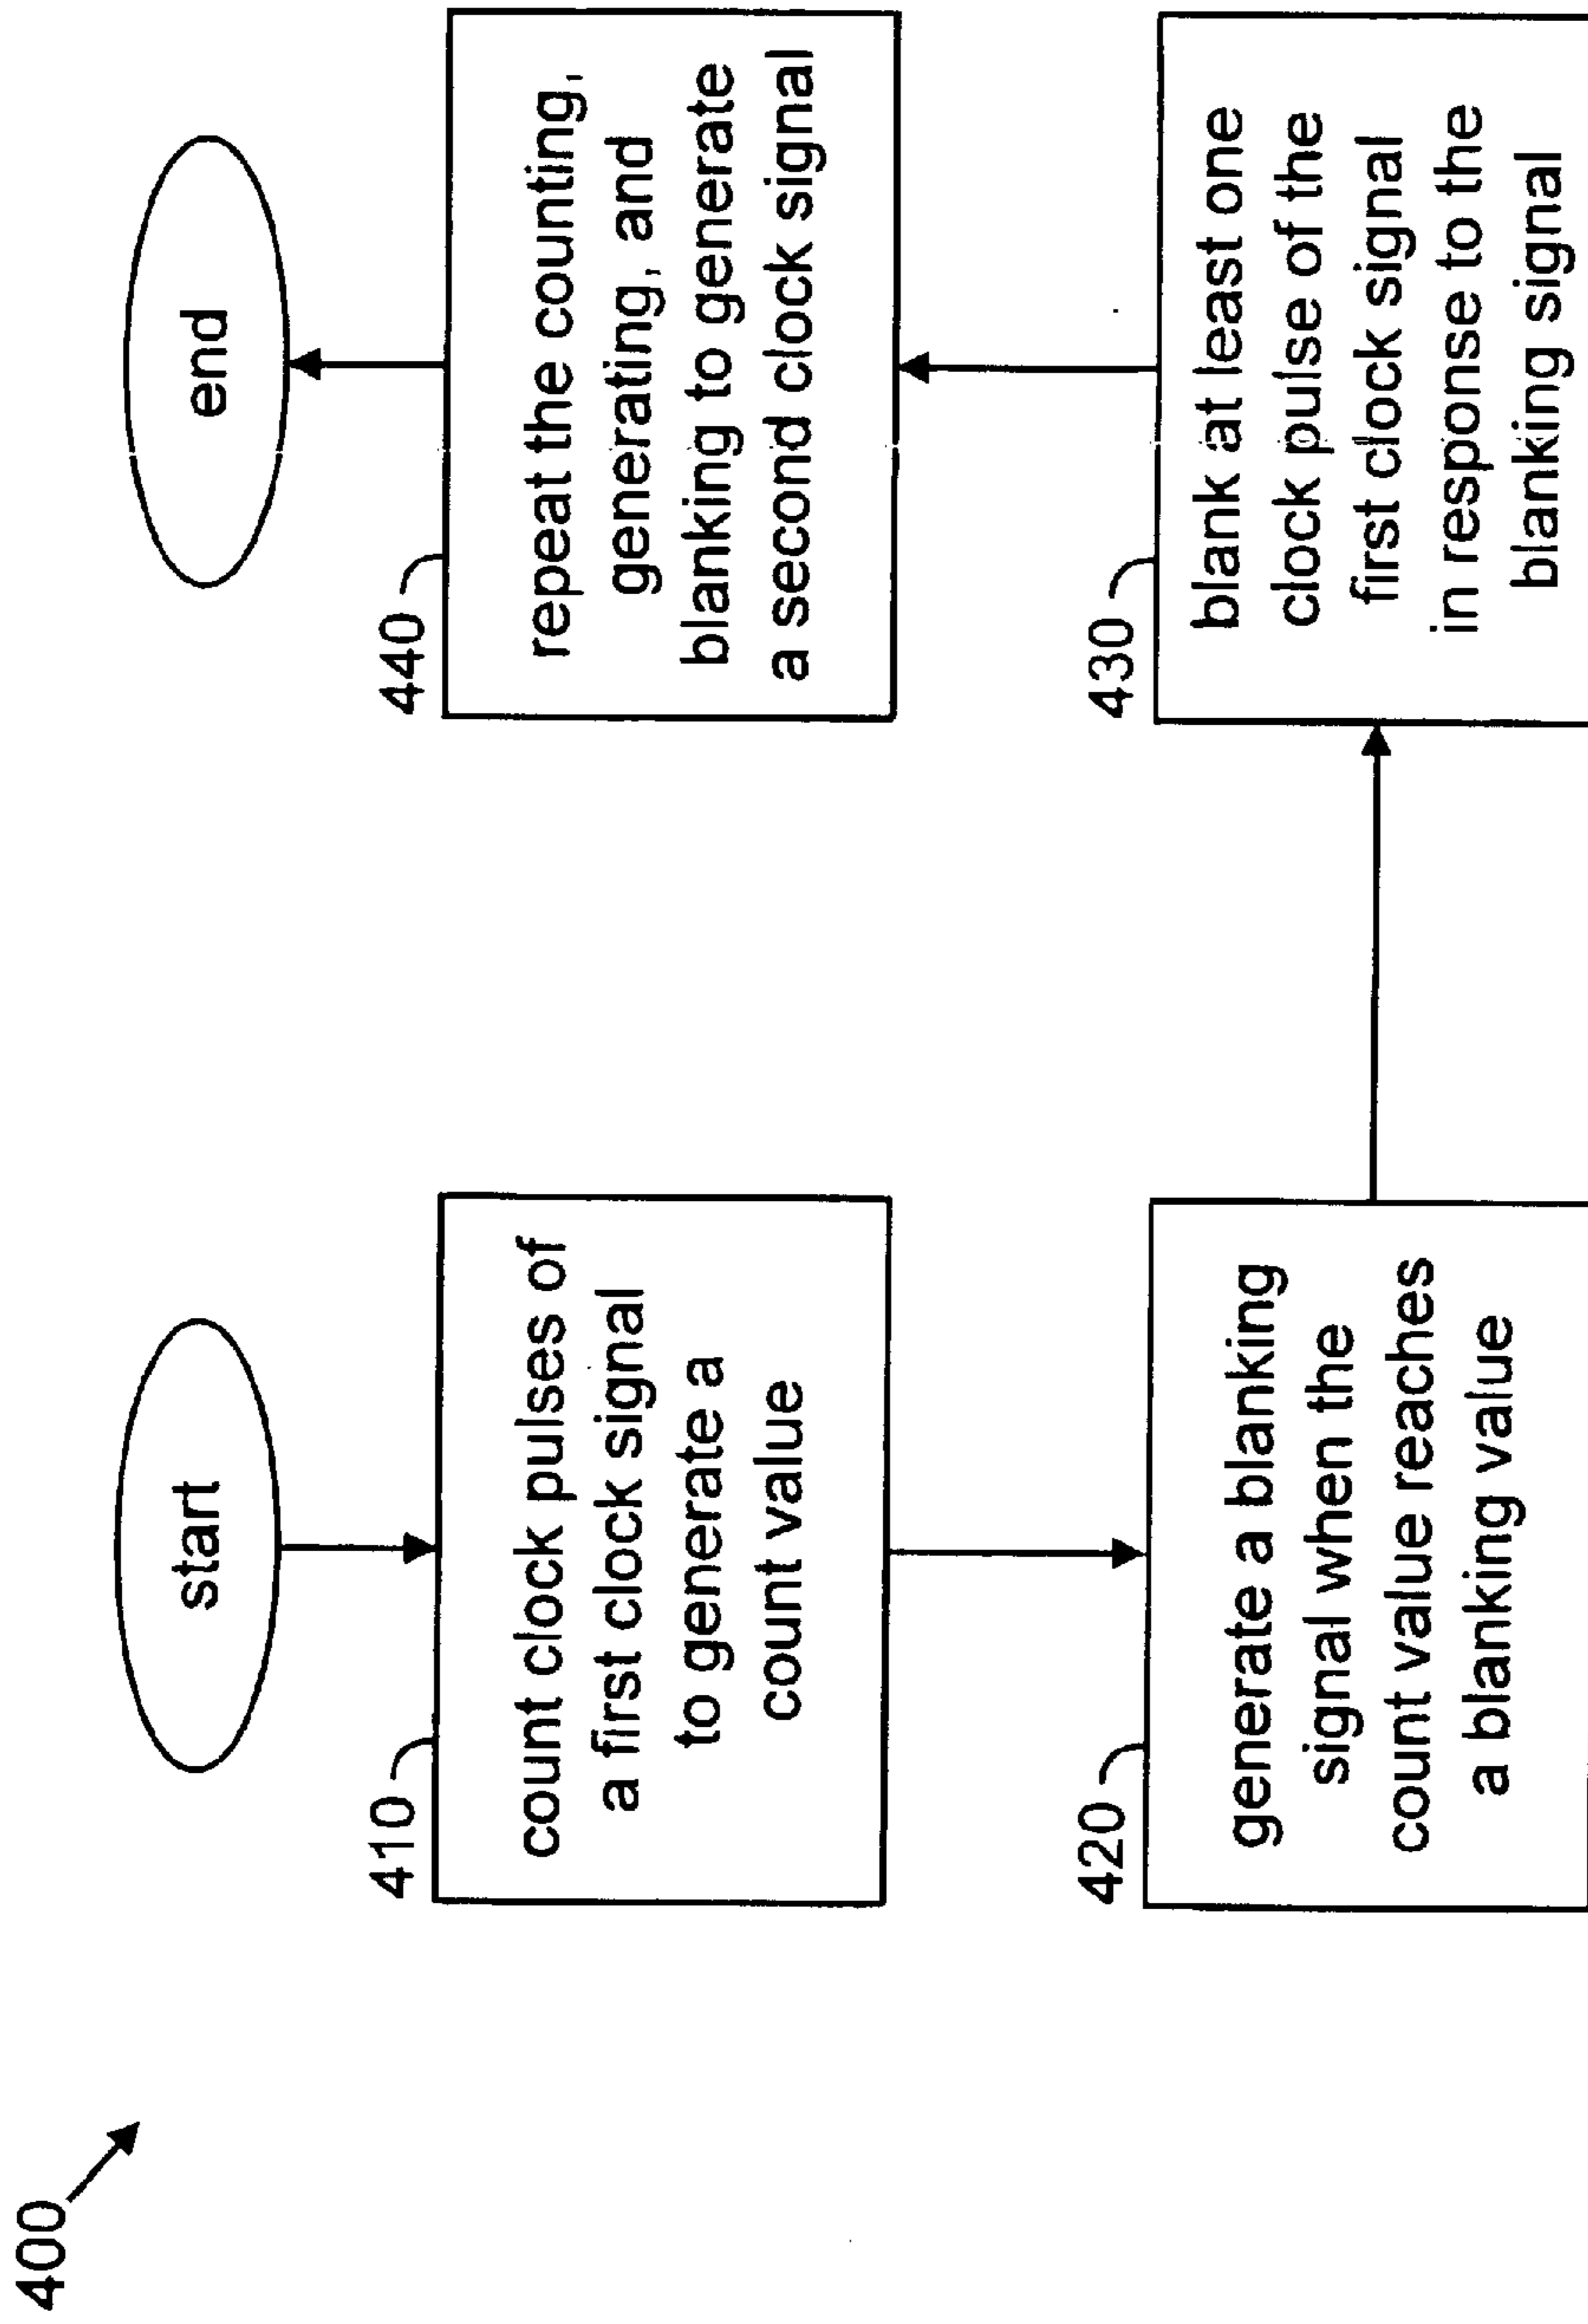 400
start
410
count clock pulses of
a first clock signal
to generate a
count value
420
generate a blanking
signal when the
count value reaches
a blanking value
430
blank at least one
clock pulse of the
first clock signal
in response to the
blanking signal
440
repeat the counting,
generating, and
blanking to generate
a second clock signal
end